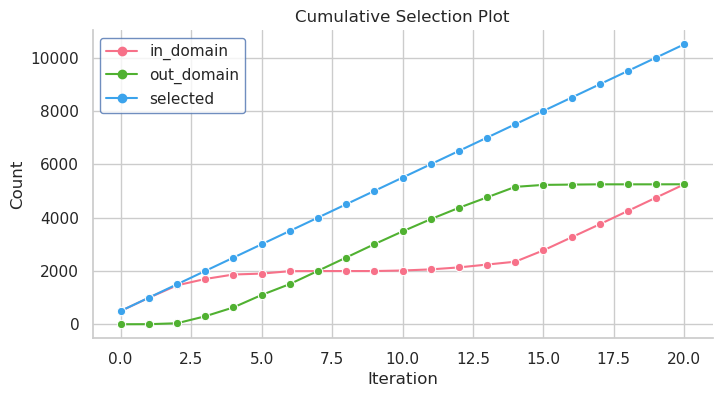 Cumulative Selection Plot
in_domain
out_domain
selected
Count
10000
8000
6000
4000
2000
0
0.0 2.5 5.0 7.5 10.0 12.5 15.0 17.5 20.0
Iteration